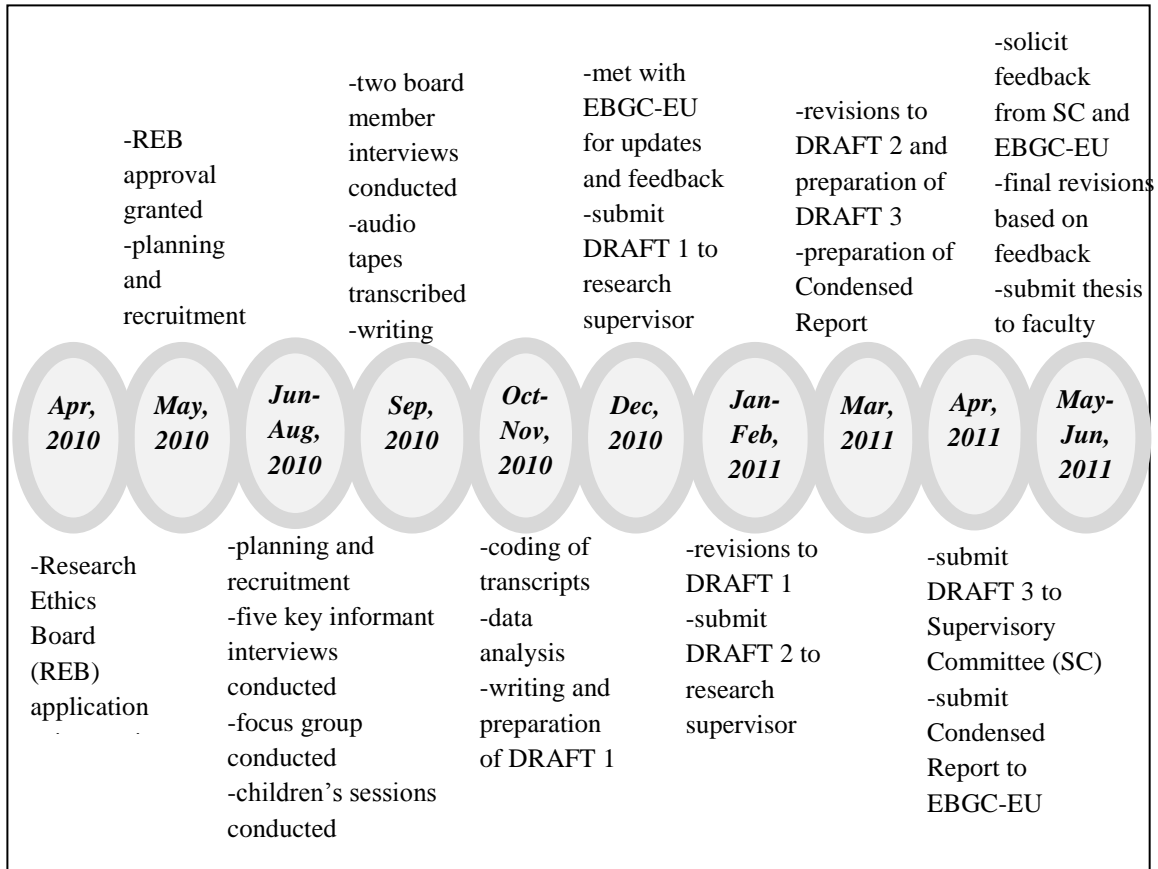 -REB
approval
granted
-planning
and
recruitment
-two board
member
interviews
conducted
-audio
tapes
transcribed
-writing
-met with
EBGC-EU
for updates
and feedback
-submit
DRAFT 1 to
research
supervisor
-revisions to
DRAFT 2 and
preparation of
DRAFT 3
-preparation of
Condensed
Report
-solicit
feedback
from SC and
EBGC-EU
-final revisions
based on
feedback
-submit thesis
to faculty
Apr,
2010
May,
2010
Jun-
Aug,
2010
Sep,
2010
Oct-
Nov,
2010
Dec,
2010
Jan-
Feb,
2011
Mar,
2011
Apr,
2011
May-
Jun,
2011
-Research
Ethics
Board
(REB)
application
-planning and
recruitment
-five key informant
interviews
conducted
-focus group
conducted
-children’s sessions
conducted
-coding of
transcripts
-data
analysis
-writing and
preparation
of DRAFT 1
-revisions to
DRAFT 1
-submit
DRAFT 2 to
research
supervisor
-submit
DRAFT 3 to
Supervisory
Committee (SC)
-submit
Condensed
Report to
EBGC-EU